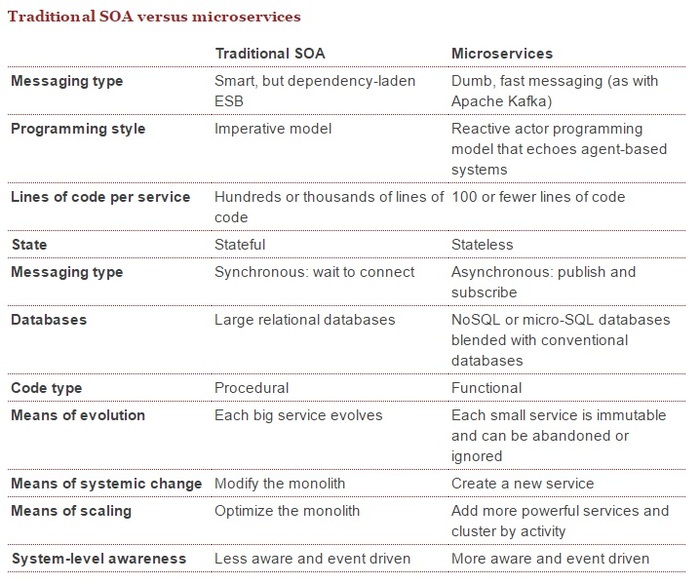 Traditional SOA versus microservices
Traditional SOA Microservices
Messaging type Smart, but dependency-laden Dumb, fast messaging (as with
ESB Apache Kafka)
Programming style Imperative model Reactive actor programming
model that echoes agent-based
systems
Lines of code per service Hundreds or thousands of lines of 100 or fewer lines of code
code
State Stateful Stateless
Messaging type Synchronous: wait to connect Asynchronous: publish and
subscribe
Databases Large relational databases NoSQL or micro-SQL databases
blended with conventional
databases
Code type Procedural Functional
Means of evolution Each big service evolves Each small service is immutable
and can be abandoned or
ignored
Means of systemic change Modify the monolith Create a new service
Means of scaling Optimize the monolith Add more powerful services and
cluster by activity
System-level awareness Less aware and event driven More aware and event driven